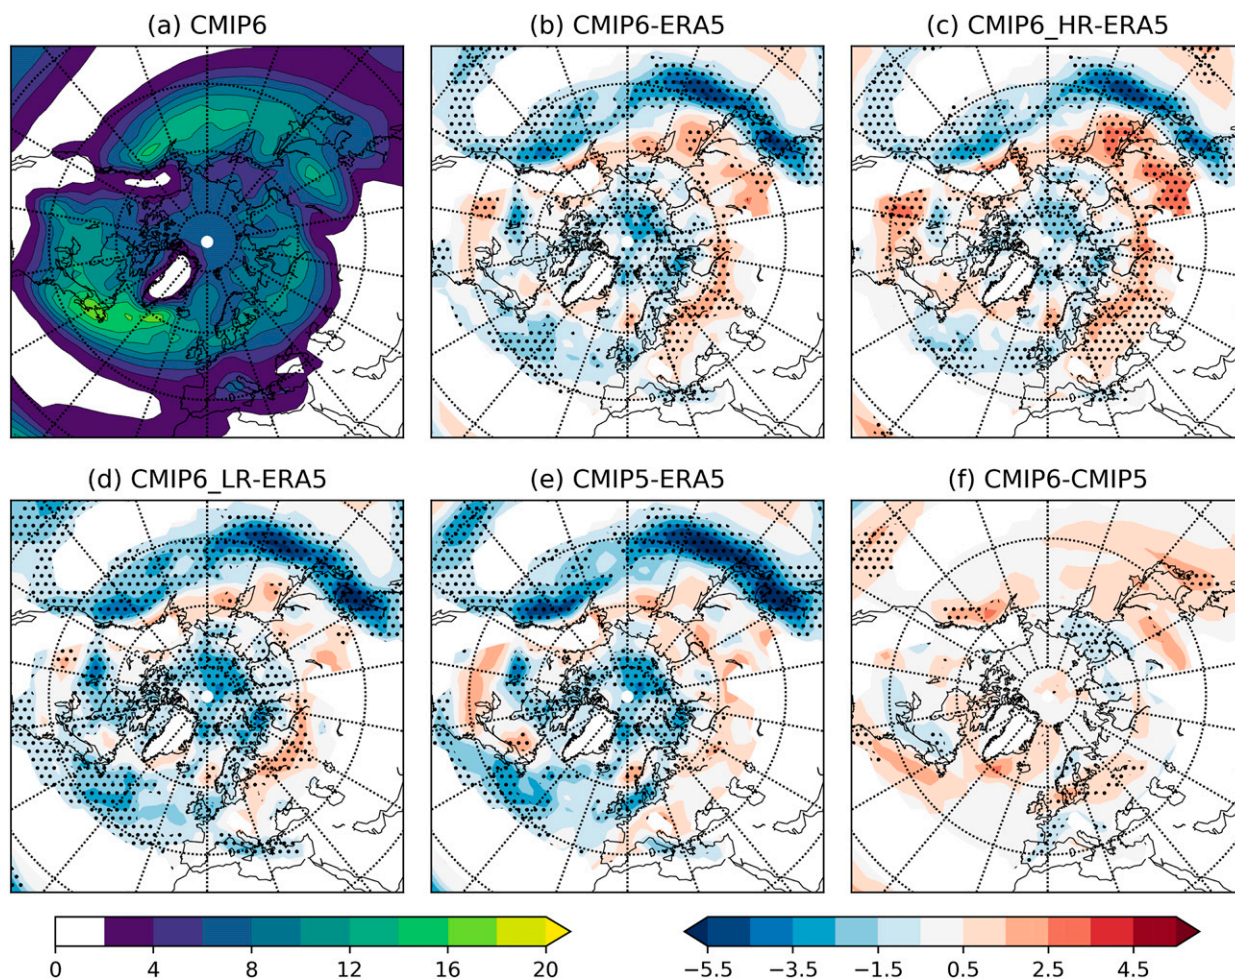 (a) CMIP6
(b) CMIP6-ERA5
(c) CMIP6_HR-ERA5
(d) CMIP6_LR-ERA5
(e) CMIP5-ERA5
(f) CMIP6-CMIP5
0 4 8 12 16 20
−5.5 −3.5 −1.5 0.5 2.5 4.5